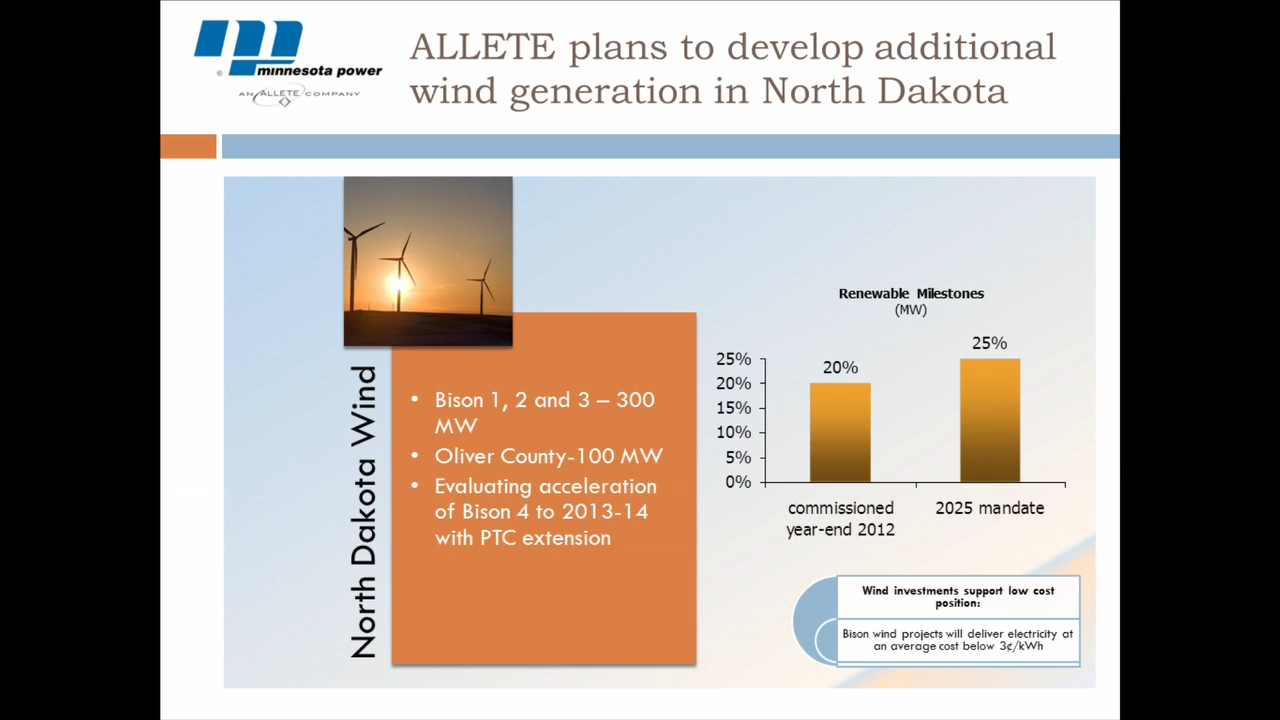 minnesota power
AN ALLETE COMPANY
ALLETE plans to develop additional
wind generation in North Dakota
North Dakota Wind
• Bison 1, 2 and 3 – 300
MW
• Oliver County-100 MW
• Evaluating acceleration
of Bison 4 to 2013-14
with PTC extension
Renewable Milestones
(MW)
25%
20%
15%
10%
5%
0%
20%
25%
commissioned
year-end 2012
2025 mandate
Wind investments support low cost
position:
Bison wind projects will deliver electricity at
an average cost below 3¢/kWh